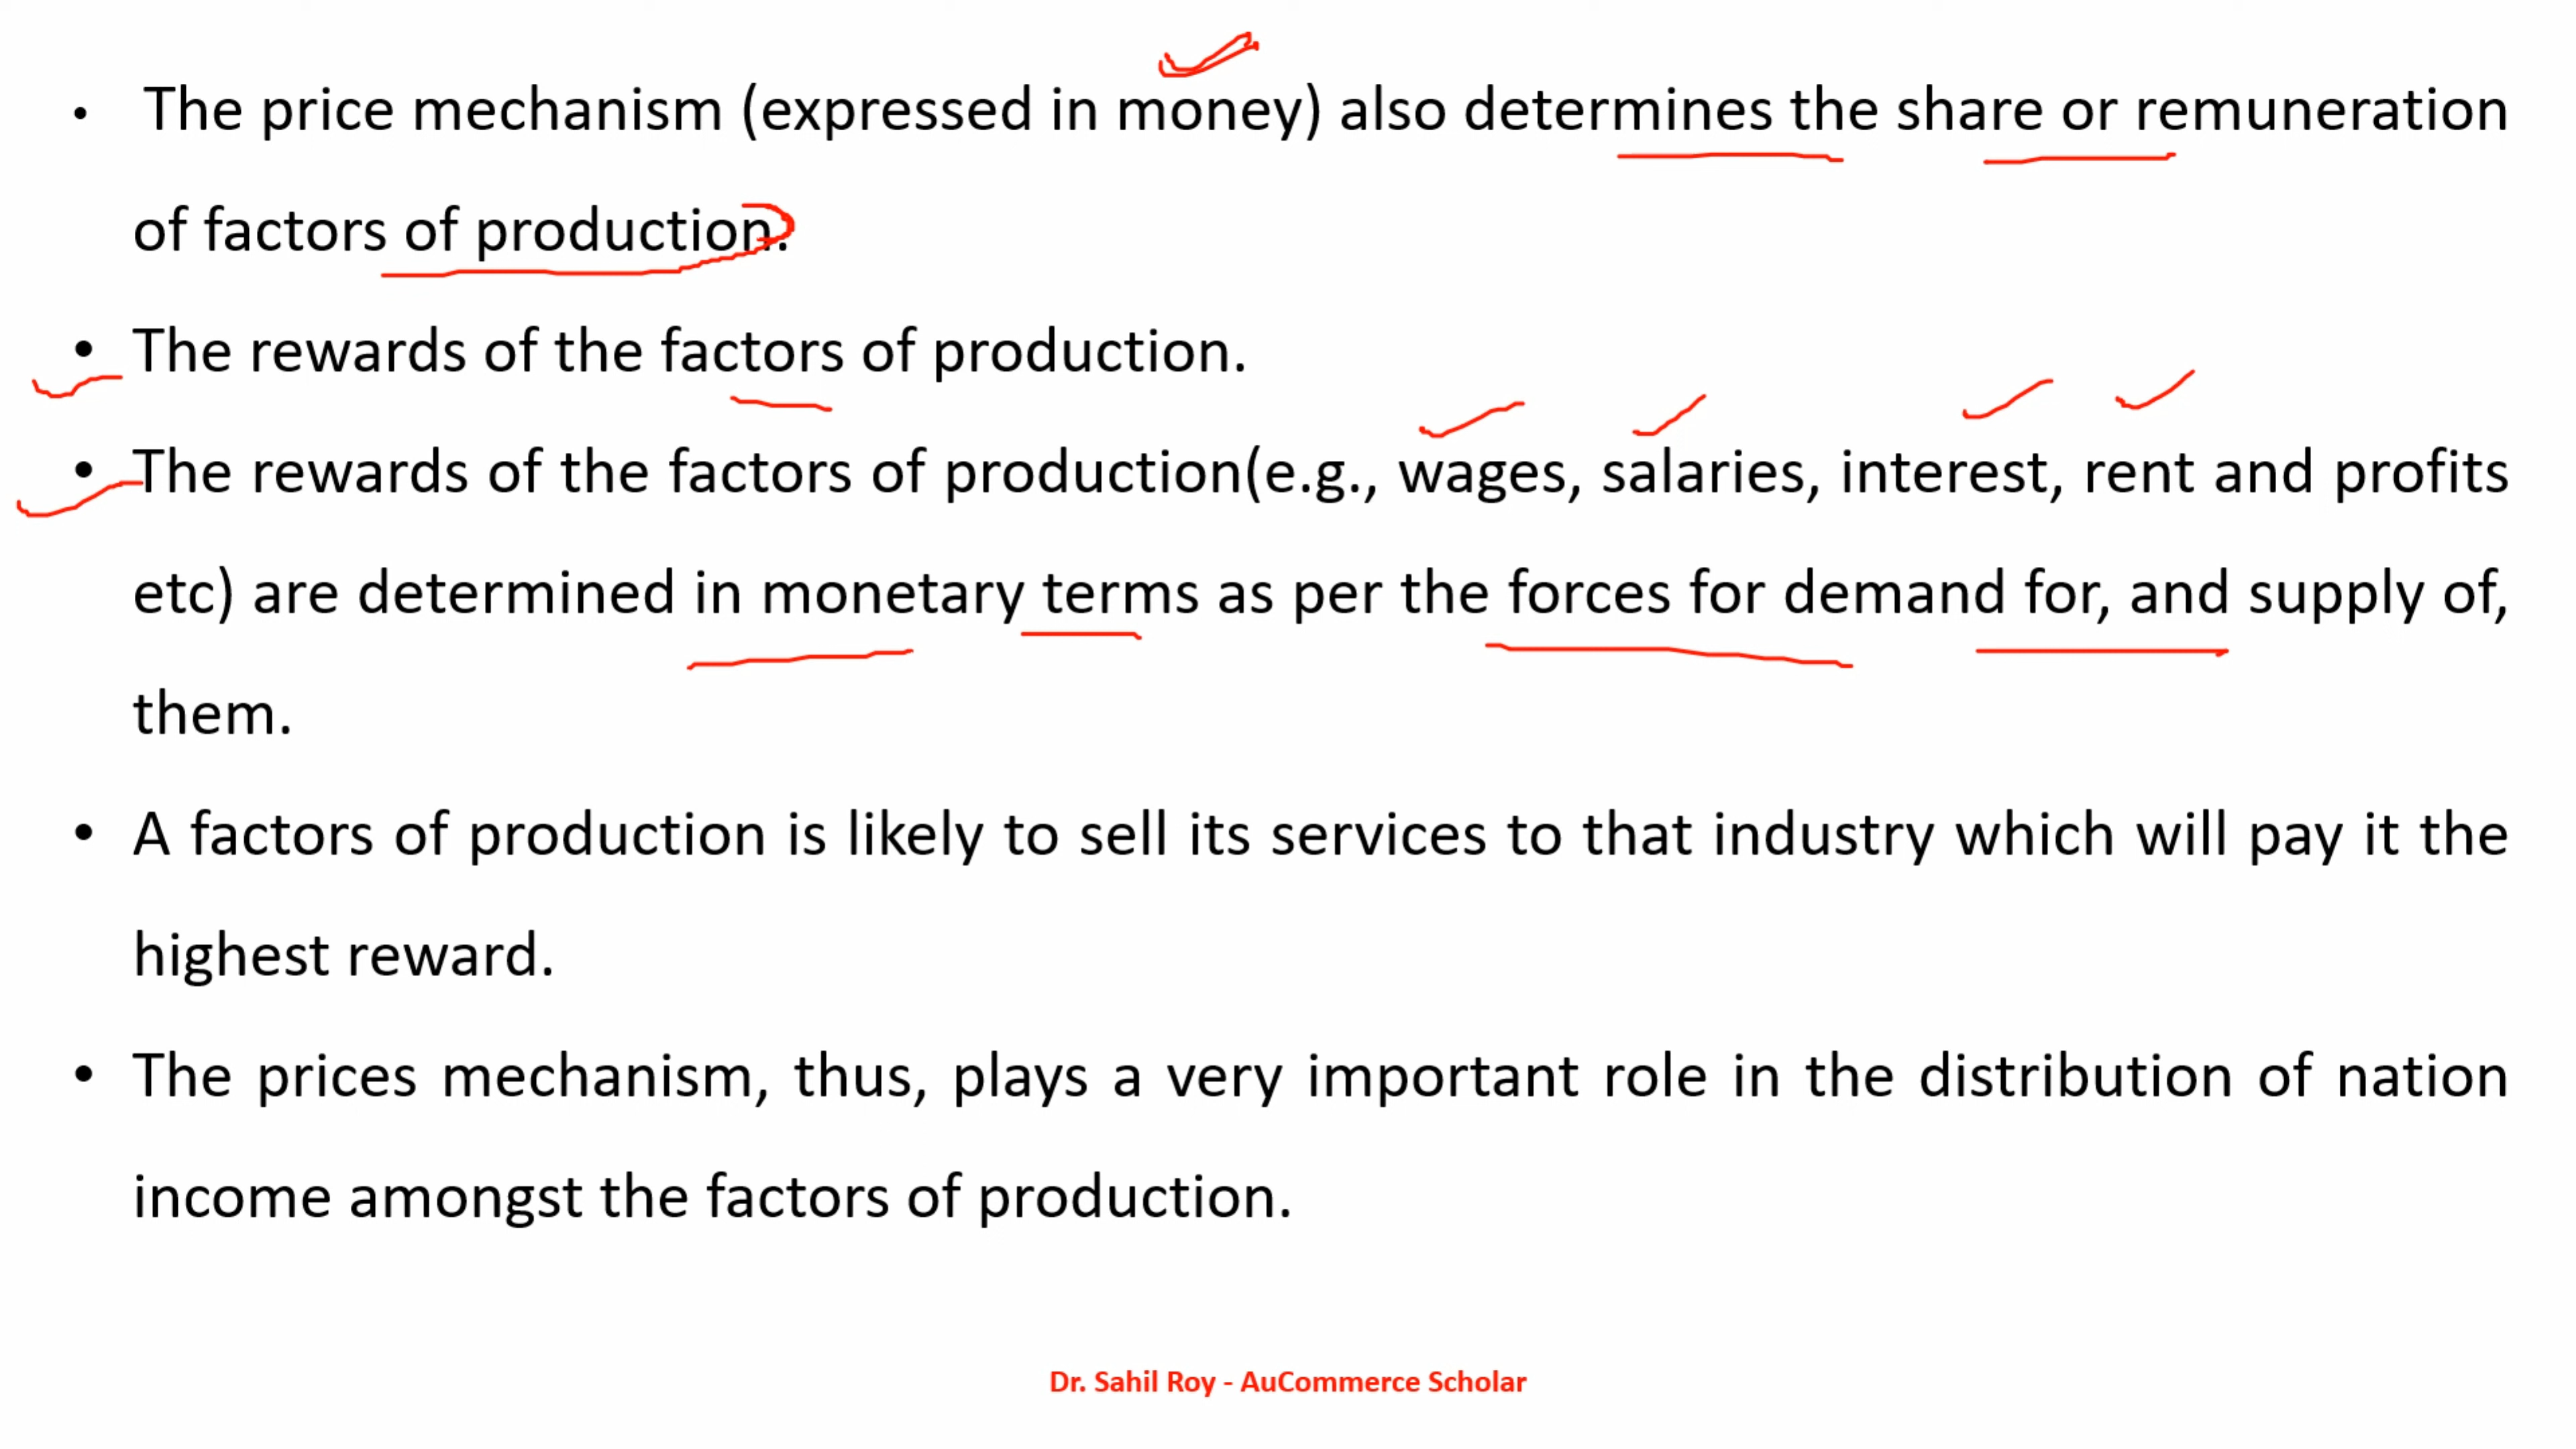 • The price mechanism (expressed in money) also determines the share or remuneration
of factors of production.
• The rewards of the factors of production.
• The rewards of the factors of production(e.g., wages, salaries, interest, rent and profits
etc) are determined in monetary terms as per the forces for demand for, and supply of,
them.
• A factors of production is likely to sell its services to that industry which will pay it the
highest reward.
• The prices mechanism, thus, plays a very important role in the distribution of nation
income amongst the factors of production.
Dr. Sahil Roy - AuCommerce Scholar